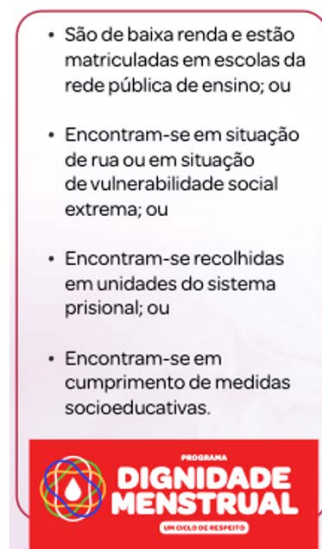 • São de baixa renda e estão
matriculadas em escolas da
rede pública de ensino; ou
• Encontram-se em situação
de rua ou em situação
de vulnerabilidade social
extrema; ou
• Encontram-se recolhidas
em unidades do sistema
prisional; ou
• Encontram-se em
cumprimento de medidas
socioeducativas.
PROGRAMA
DIGNIDADE
MENSTRUAL
UM CICLO DE RESPEITO